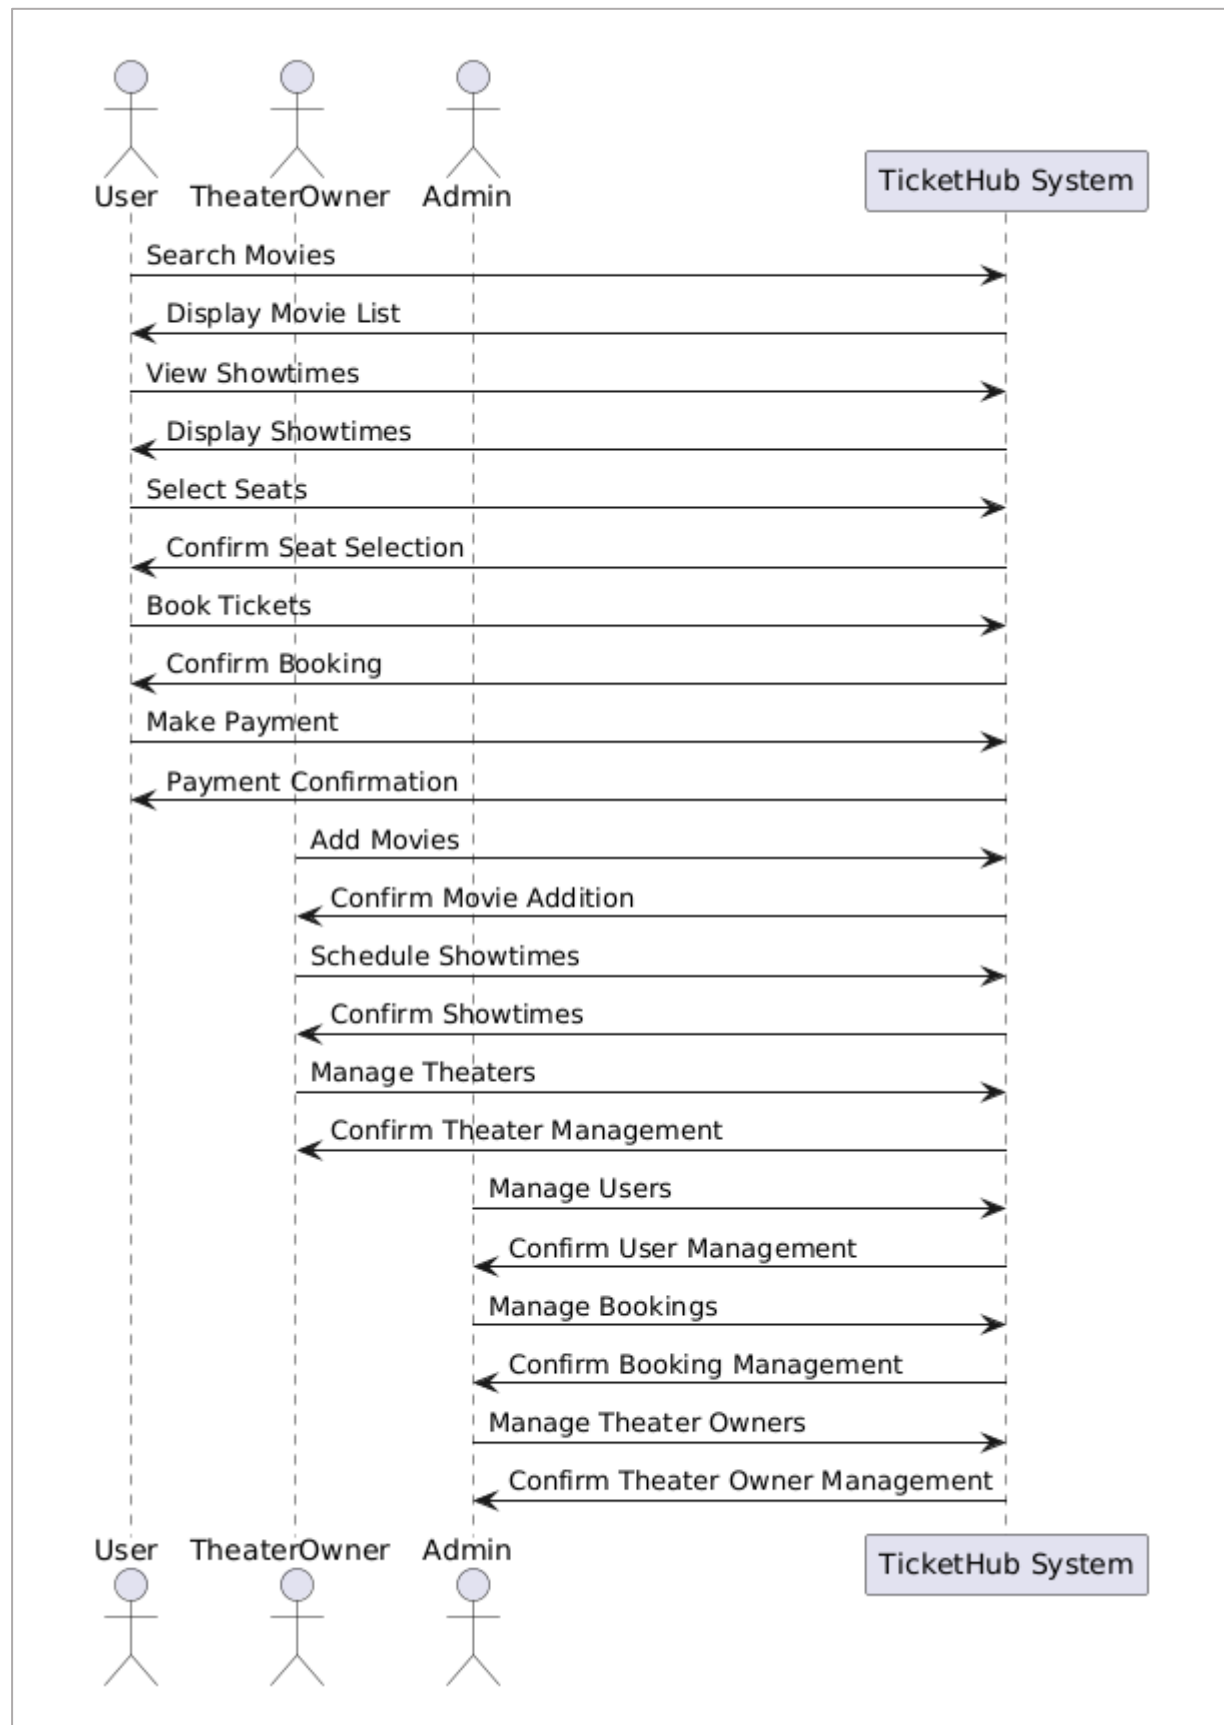 User TheaterOwner Admin TicketHub System
Search Movies
Display Movie List
View Showtimes
Display Showtimes
Select Seats
Confirm Seat Selection
Book Tickets
Confirm Booking
Make Payment
Payment Confirmation
Add Movies
Confirm Movie Addition
Schedule Showtimes
Confirm Showtimes
Manage Theaters
Confirm Theater Management
Manage Users
Confirm User Management
Manage Bookings
Confirm Booking Management
Manage Theater Owners
Confirm Theater Owner Management
User TheaterOwner Admin TicketHub System